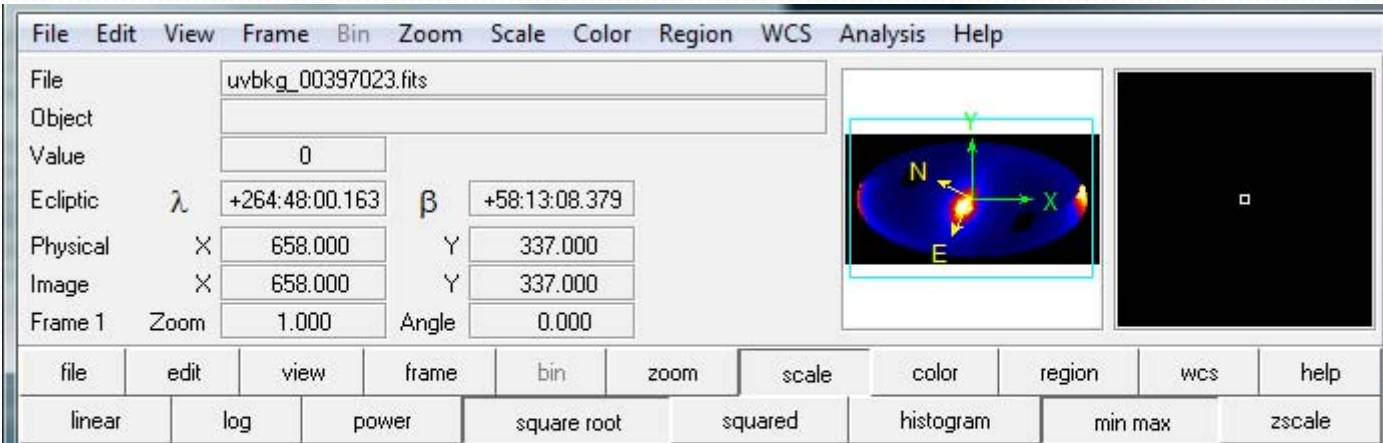 File Edit View Frame Bin Zoom Scale Color Region WCS Analysis Help
File uvbkg_00397023.fits
Object
Value 0
Ecliptic λ +264:48:00.163 β +58:13:08.379
Physical X 658.000 Y 337.000
Image X 658.000 Y 337.000
Frame 1 Zoom 1.000 Angle 0.000
Y
N
X
E
file edit view frame bin zoom scale color region wcs help
linear log power square root squared histogram min max zscale